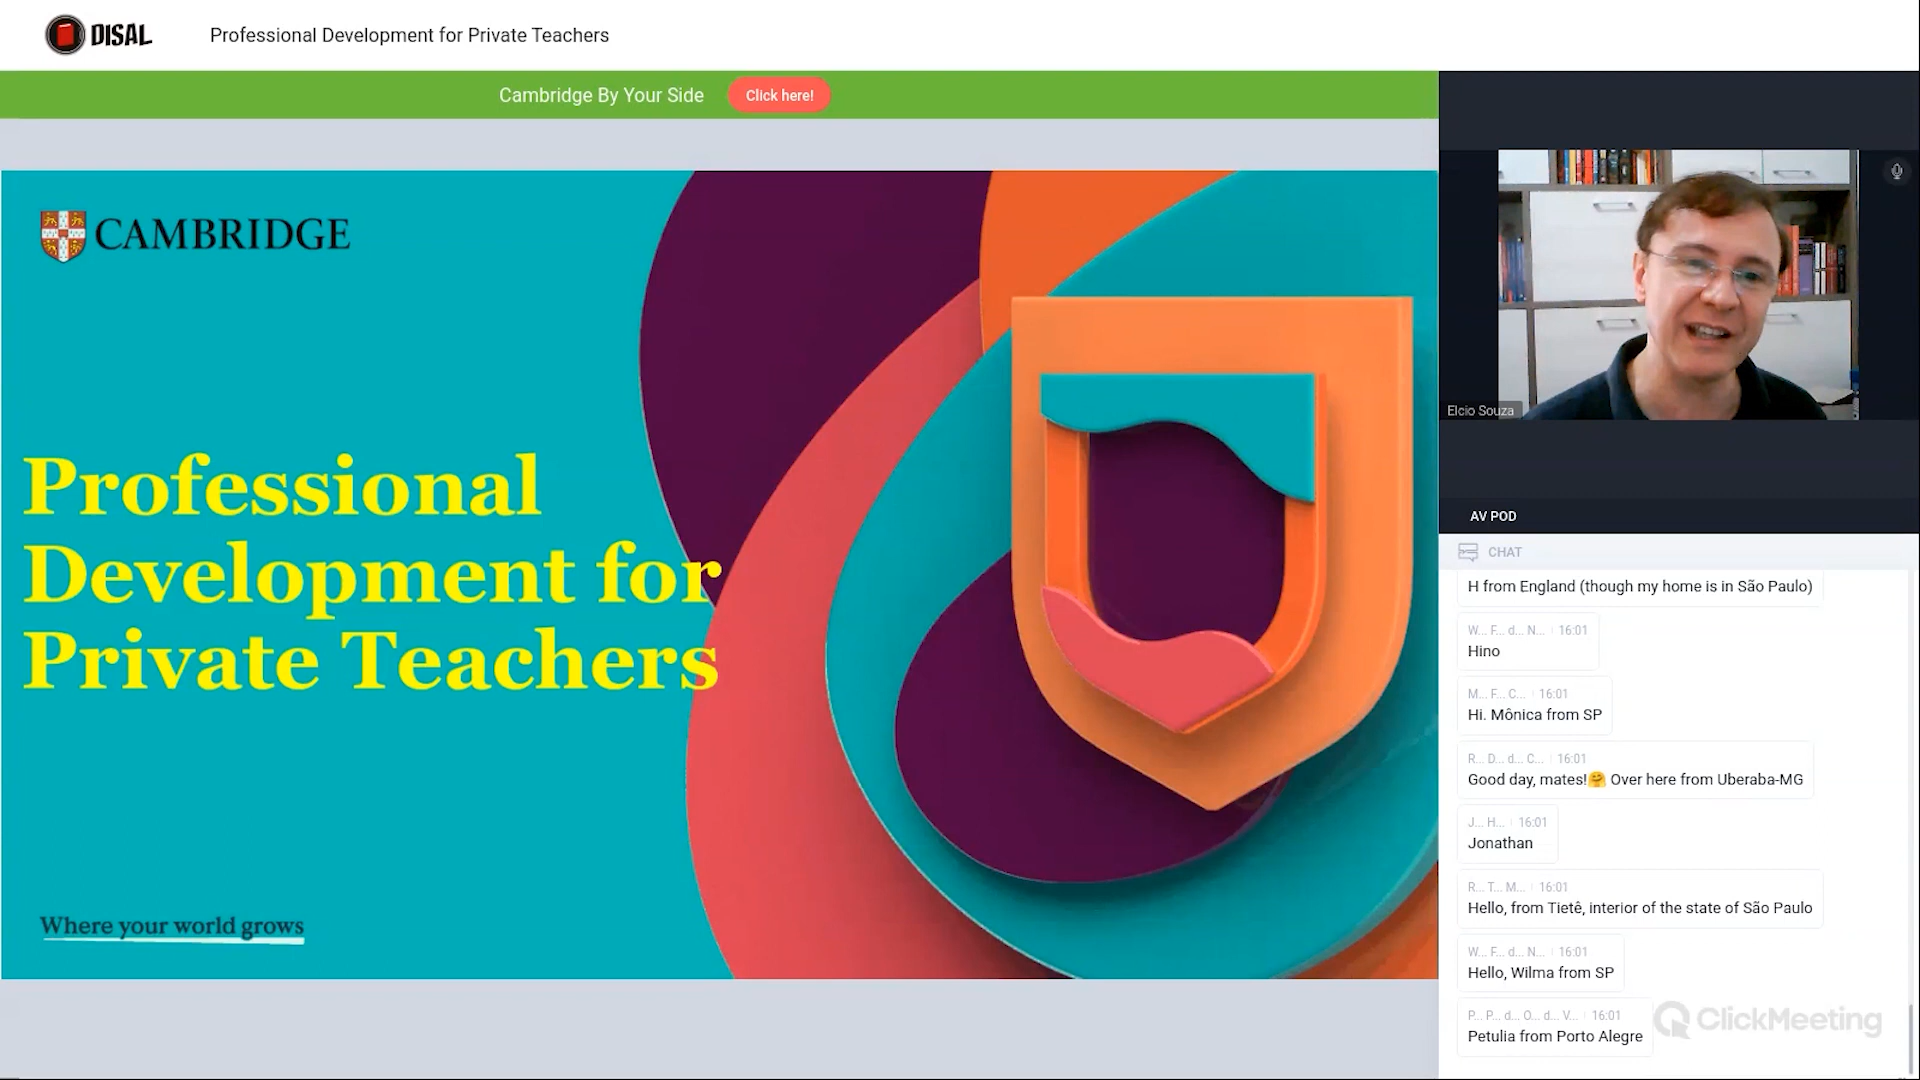 DISAL
Professional Development for Private Teachers
Cambridge By Your Side
Click here!
CAMBRIDGE
Professional
Development for
Private Teachers
Where your world grows
Elcio Souza
AV POD
CHAT
H from England (though my home is in São Paulo)
W... F... d... N... 16:01
Hino
M... F... C... 16:01
Hi. Mônica from SP
R... D... d... C... 16:01
Good day, mates!🤗 Over here from Uberaba-MG
J... H... 16:01
Jonathan
R... T... M... 16:01
Hello, from Tietê, interior of the state of São Paulo
W... F... d... N... 16:01
Hello, Wilma from SP
P... P... d... O... d... V... 16:01
Petulia from Porto Alegre
ClickMeeting